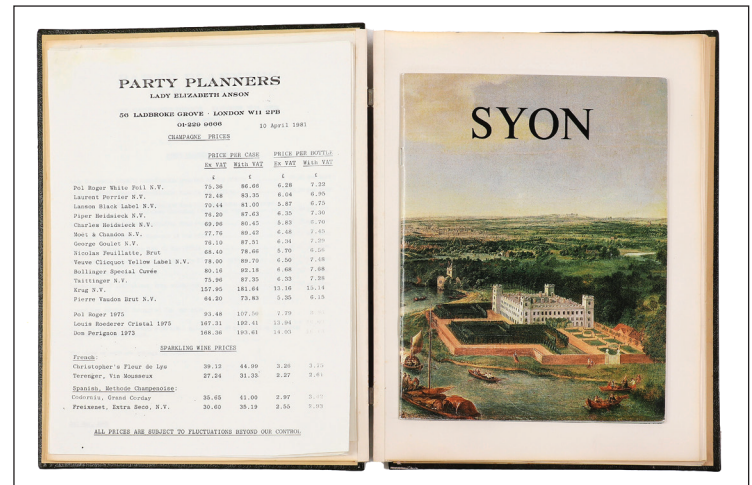 PARTY PLANNERS
LADY ELIZABETH ANSON
56 LADBROKE GROVE · LONDON W11 2PB
01-229 9666 10 April 1981
CHAMPAGNE PRICES
PRICE PER CASE PRICE PER BOTTLE
Ex VAT With VAT Ex VAT With VAT
£ £ £ £
Pol Roger White Foil N.V. 75.36 86.66 6.28 7.22
Laurent Perrier N.V. 72.48 83.35 6.04 6.95
Lanson Black Label N.V. 70.44 81.00 5.87 6.75
Piper Heidsieck N.V. 76.20 87.63 6.35 7.30
Charles Heidsieck N.V. 69.96 80.45 5.83 6.70
Moet & Chandon N.V. 77.76 89.42 6.48 7.45
George Goulet N.V. 76.10 87.51 6.34 7.29
Nicolas Feuillatte, Brut 68.40 78.66 5.70 6.56
Veuve Clicquot Yellow Label N.V. 78.00 89.70 6.50 7.48
Bollinger Special Cuvée 80.16 92.18 6.68 7.68
Taittinger N.V. 75.96 87.35 6.33 7.28
Krug N.V. 157.95 181.64 13.16 15.14
Pierre Vaudon Brut N.V. 64.20 73.83 5.35 6.15
Pol Roger 1975 93.48 107.50 7.79
Louis Roederer Cristal 1975 167.31 192.41 13.94
Dom Perignon 1973 168.36 193.61 14.03
SPARKLING WINE PRICES
French:
Christopher's Fleur de Lys 39.12 44.99 3.26
Terenger, Vin Mousseux 27.24 31.33 2.27
Spanish, Methode Champenoise:
Codorniu, Grand Corday 35.65 41.00 2.97
Freixenet, Extra Seco, N.V. 30.60 35.19 2.55
ALL PRICES ARE SUBJECT TO FLUCTUATIONS BEYOND OUR CONTROL
SYON